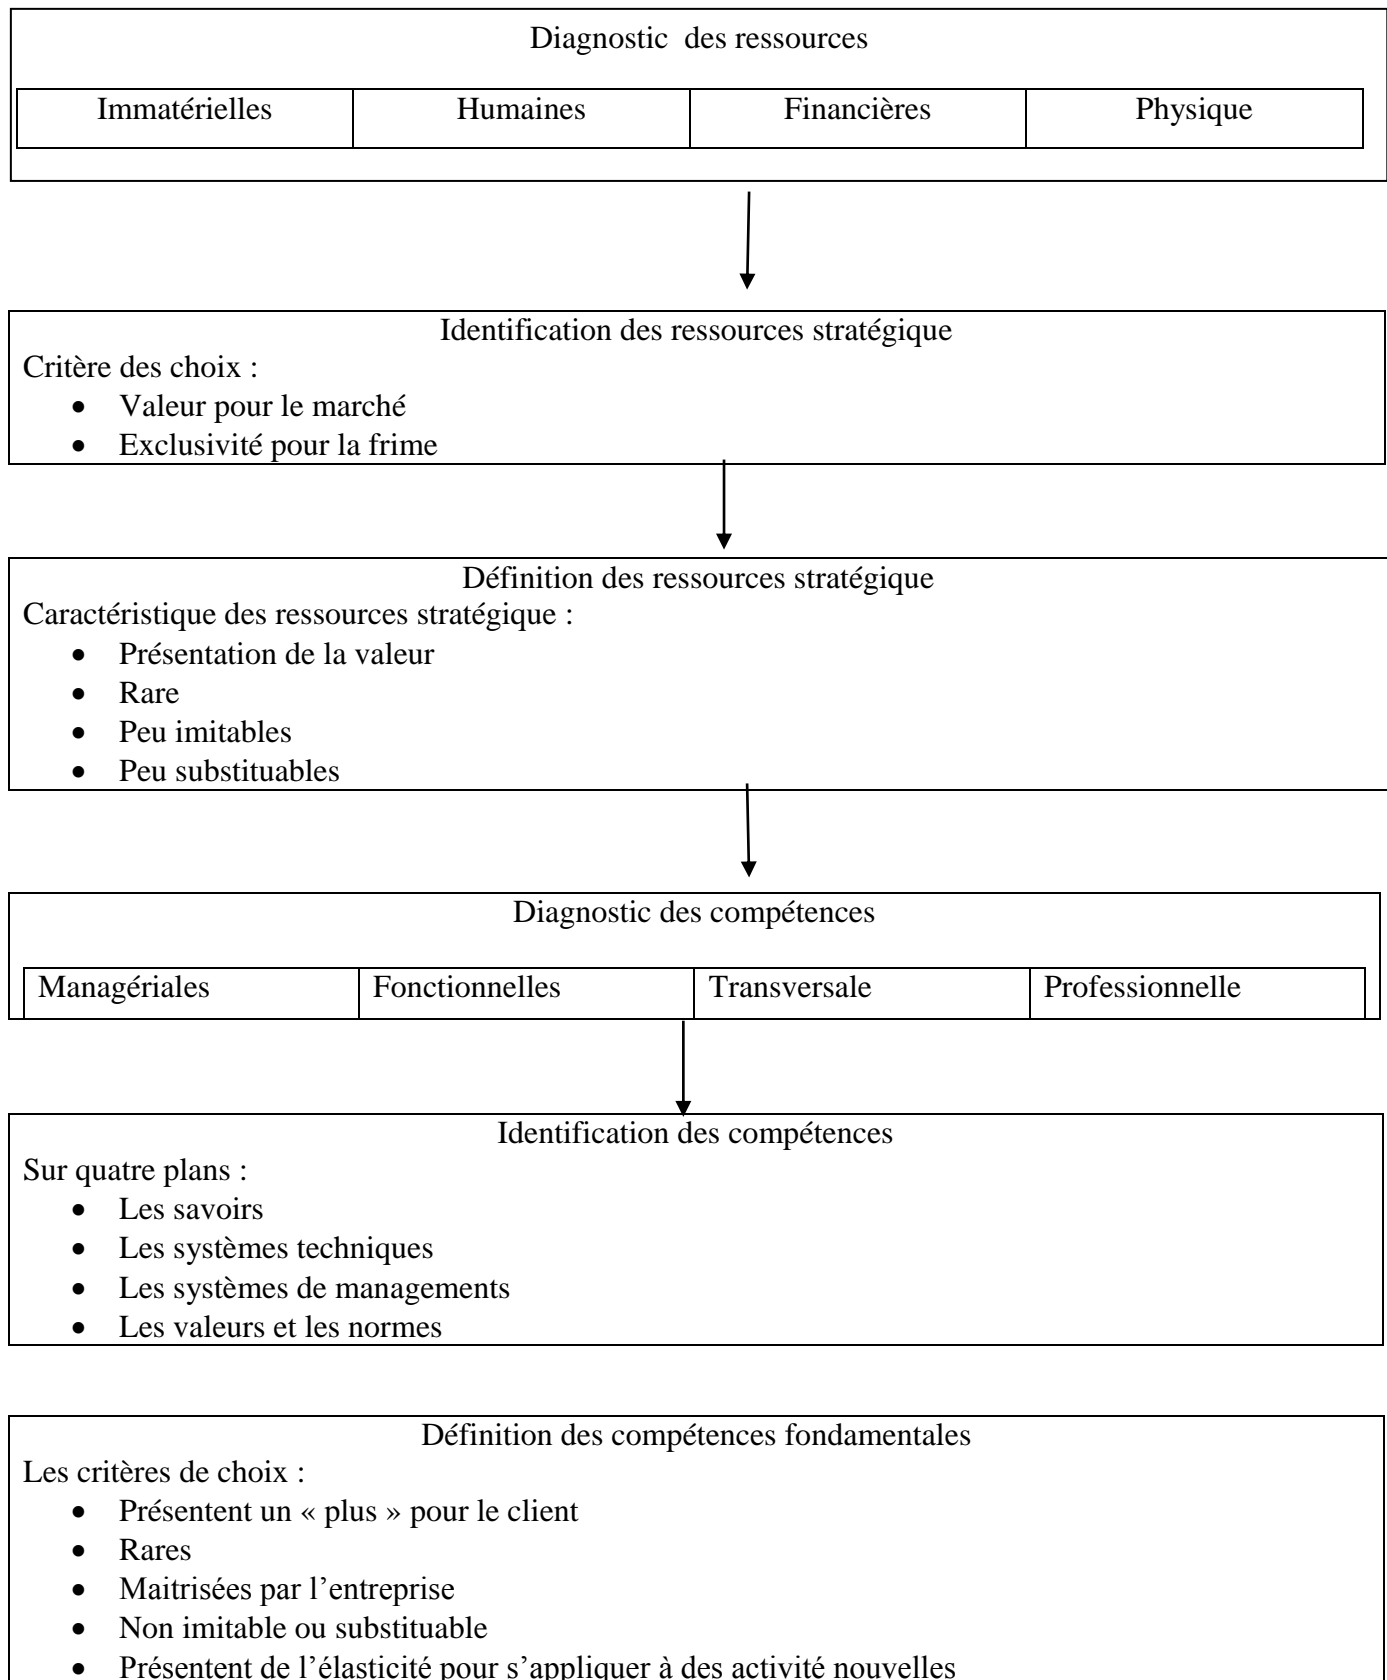 Diagnostic des ressources
Immatérielles Humaines Financières Physique
Identification des ressources stratégique
Critère des choix :
• Valeur pour le marché
• Exclusivité pour la frime
Définition des ressources stratégique
Caractéristique des ressources stratégique :
• Présentation de la valeur
• Rare
• Peu imitables
• Peu substituables
Diagnostic des compétences
Managériales Fonctionnelles Transversale Professionnelle
Identification des compétences
Sur quatre plans :
• Les savoirs
• Les systèmes techniques
• Les systèmes de managements
• Les valeurs et les normes
Définition des compétences fondamentales
Les critères de choix :
• Présentent un « plus » pour le client
• Rares
• Maitrisées par l’entreprise
• Non imitable ou substituable
• Présentent de l’élasticité pour s’appliquer à des activité nouvelles